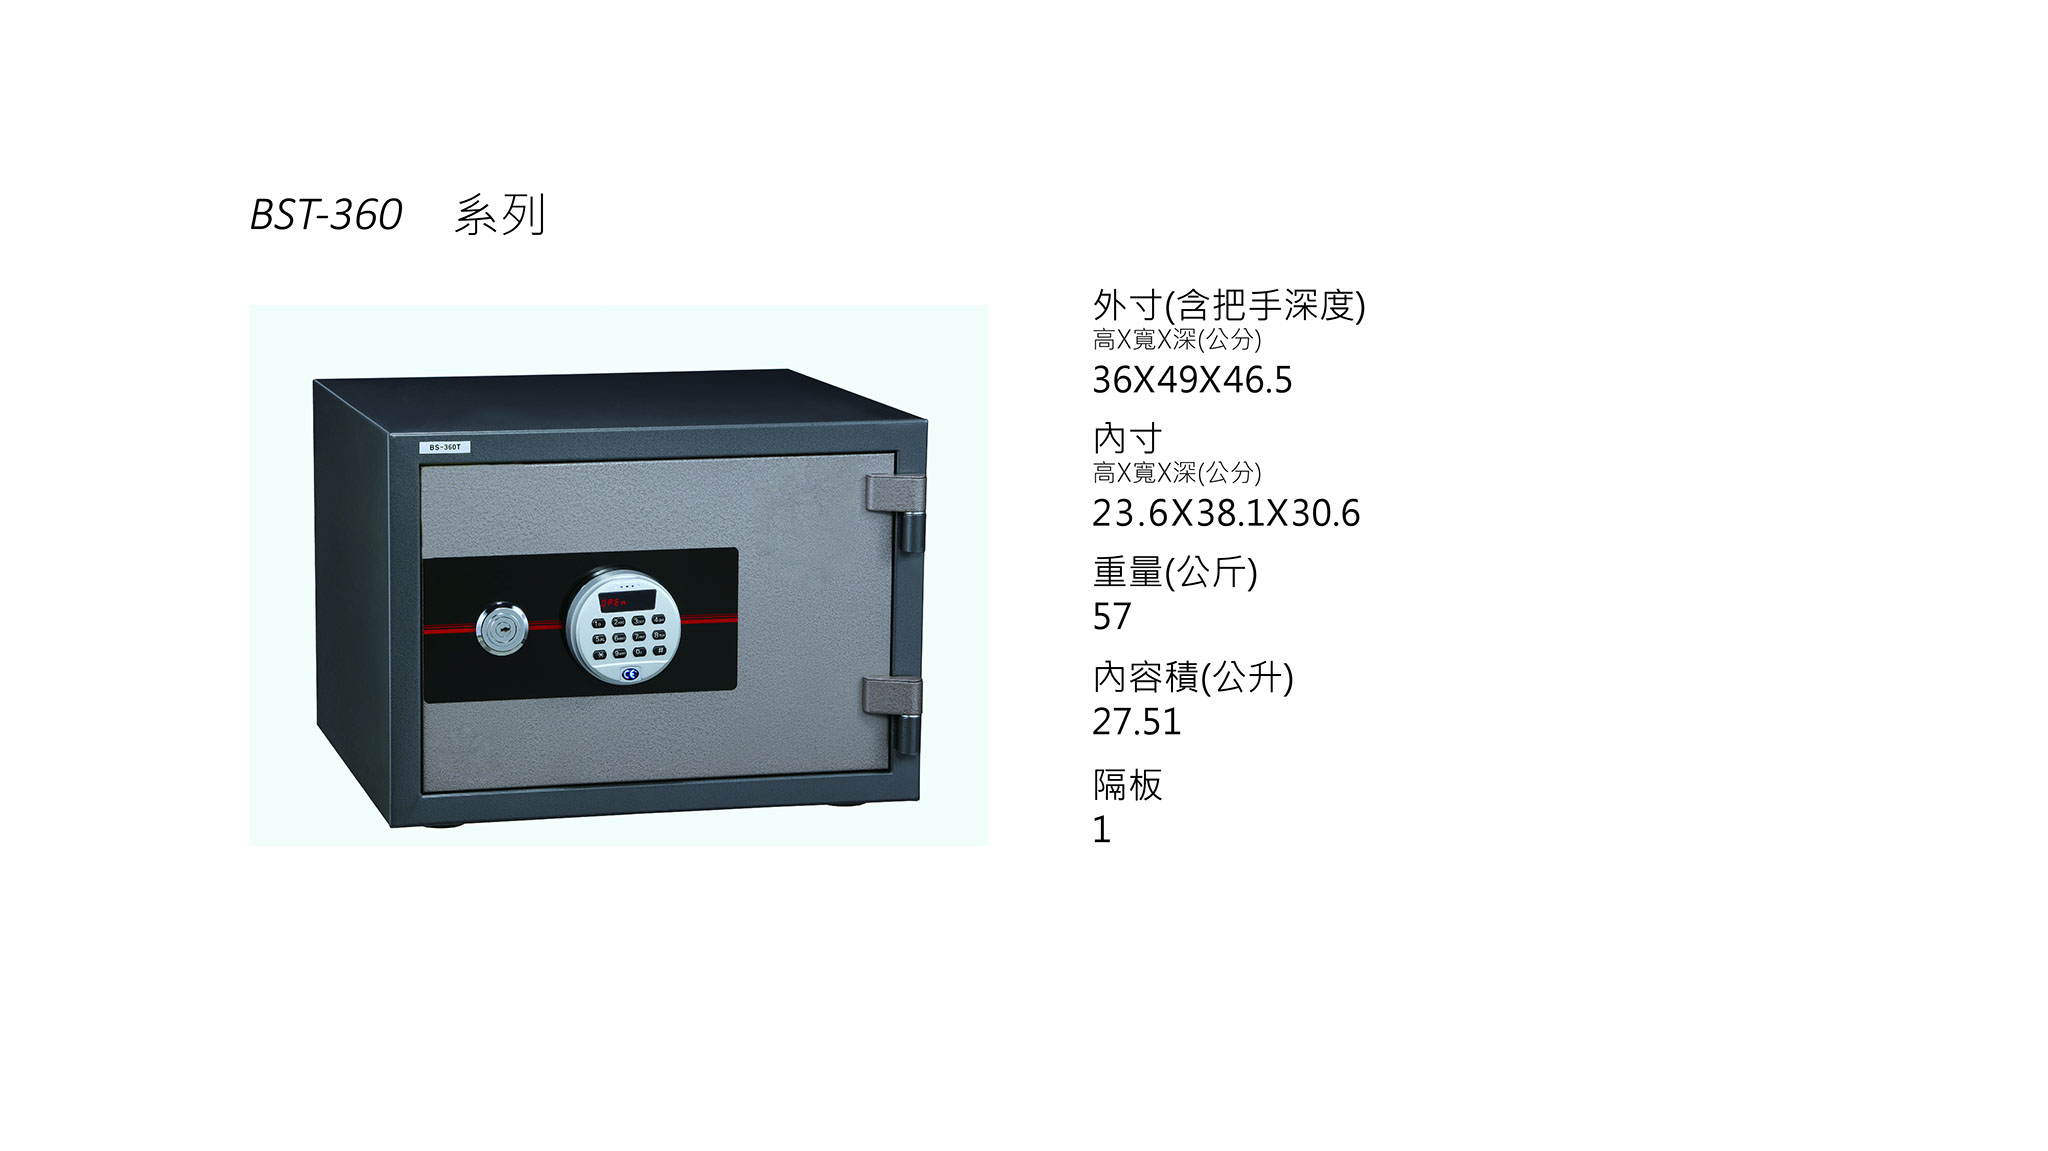 BST-360 系列
BS-360T
OPEn
外寸(含把手深度)
高X寬X深(公分)
36X49X46.5
內寸
高X寬X深(公分)
23.6X38.1X30.6
重量(公斤)
57
內容積(公升)
27.51
隔板
1